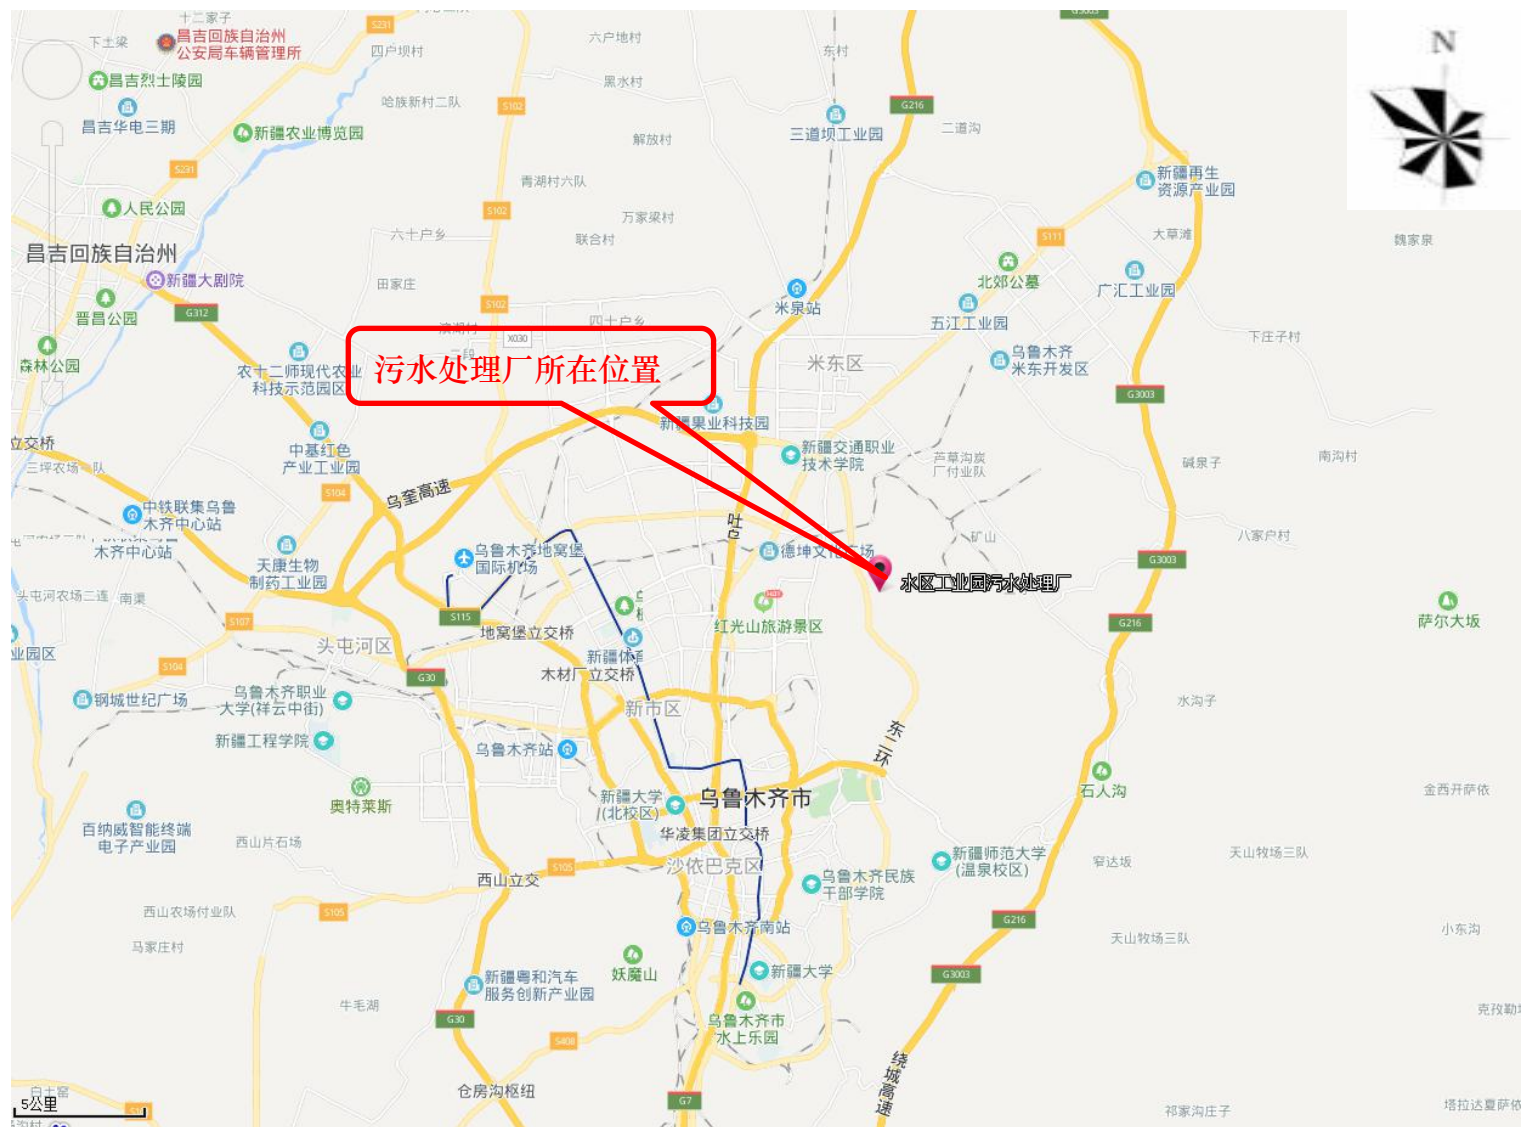 十二家子
S231
G3003
下土梁
昌吉回族自治州
公安局车辆管理所
四户坝村
六户地村
东村
N
昌吉烈士陵园
黑水村
昌吉华电三期
哈族新村二队
S102
G216
新疆农业博览园
解放村
三道坝工业园
二道沟
S231
青湖村六队
新疆再生
资源产业园
人民公园
S102
万家梁村
六十户乡
联合村
S111
大草滩
魏家泉
昌吉回族自治州
新疆大剧院
田家庄
北郊公墓
广汇工业园
晋昌公园
G312
S102
米泉站
五江工业园
四十户乡
X030
下庄子村
森林公园
农十二师现代农业
科技示范园区
污水处理厂所在位置
米东区
乌鲁木齐
米东开发区
G3003
新疆果业科技园
立交桥
中基红色
产业工业园
新疆交通职业
技术学院
芦草沟炭
厂付业队
碱泉子
南沟村
三坪农场一队
S104
乌奎高速
中铁联集乌鲁
木齐中心站
木齐中心站
吐乌
矿山
八家户村
天康生物
制药工业园
乌鲁木齐地窝堡
国际机场
德坤文化广场
G3003
水区工业园污水处理厂
头屯河农场二连
南渠
S107
S115
地窝堡立交桥
红光山旅游景区
G216
萨尔大坂
业园区
头屯河区
S104
G30
新疆体育
木材厂立交桥
钢城世纪广场
乌鲁木齐职业
大学(祥云中街)
新市区
水沟子
东二环
新疆工程学院
乌鲁木齐站
石人沟
奥特莱斯
新疆大学
(北校区)
乌鲁木齐市
金西开萨依
百纳威智能终端
电子产业园
西山片石场
华凌集团立交桥
沙依巴克区
S105
西山立交
新疆师范大学
(温泉校区)
窄达坂
天山牧场三队
乌鲁木齐民族
干部学院
西山农场付业队
S105
G216
马家庄村
乌鲁木齐南站
天山牧场三队
小东沟
妖魔山
新疆大学
G3003
新疆粤和汽车
服务创新产业园
牛毛湖
G30
乌鲁木齐市
水上乐园
克孜勒
S408
绕城高速
白土窑
仓房沟枢纽
G7
5公里
祁家沟庄子
塔拉达夏萨依